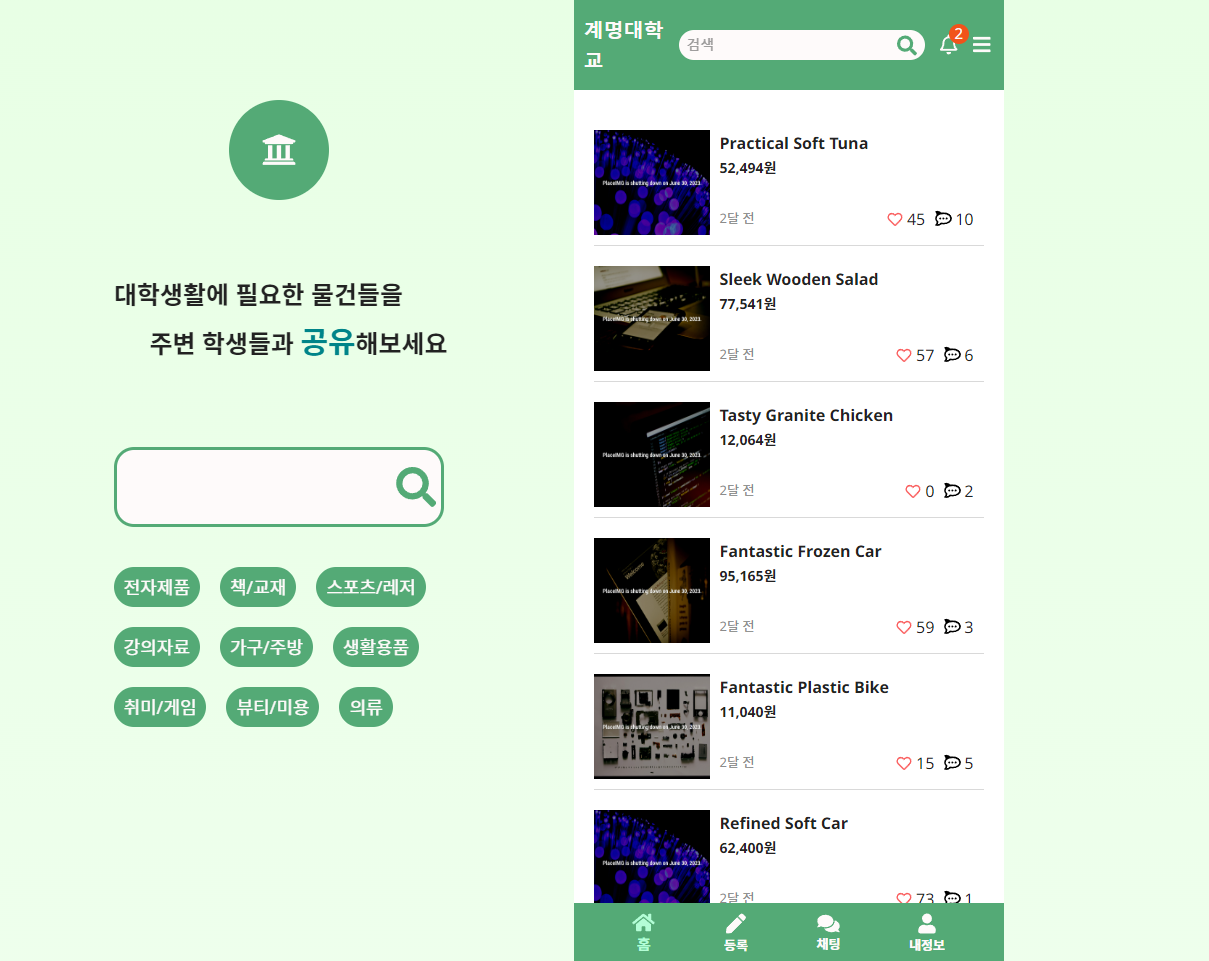 대학생활에 필요한 물건들을
주변 학생들과 공유해보세요
전자제품 책/교재 스포츠/레저
강의자료 가구/주방 생활용품
취미/게임 뷰티/미용 의류
계명대학
교
검색
2
PlaceIMG is shutting down on June 30, 2023.
Practical Soft Tuna
52,494원
2달 전 45 10
PlaceIMG is shutting down on June 30, 2023.
Sleek Wooden Salad
77,541원
2달 전 57 6
PlaceIMG is shutting down on June 30, 2023.
Tasty Granite Chicken
12,064원
2달 전 0 2
Welcome
PlaceIMG is shutting down on June 30, 2023.
Fantastic Frozen Car
95,165원
2달 전 59 3
PlaceIMG is shutting down on June 30, 2023.
Fantastic Plastic Bike
11,040원
2달 전 15 5
PlaceIMG is shutting down on June 30, 2023.
Refined Soft Car
62,400원
2달 전 73 1
홈 등록 채팅 내정보